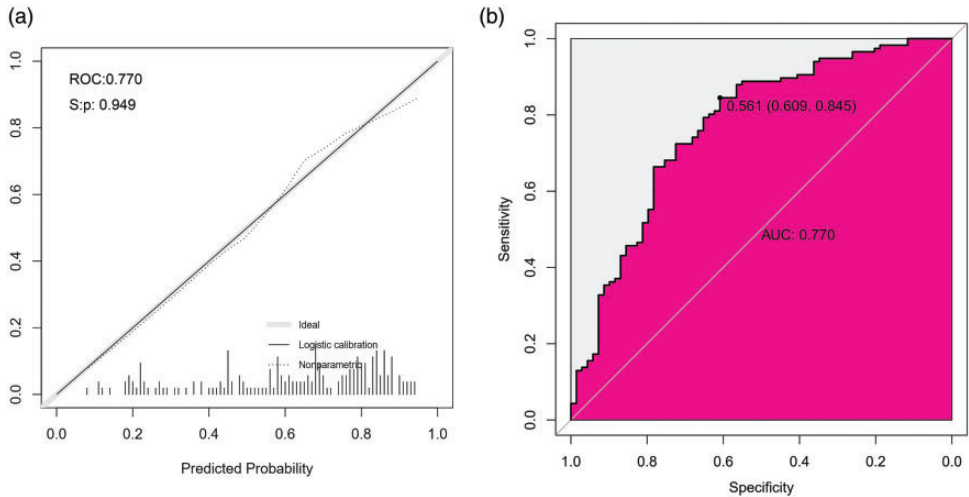 (a)
ROC:0.770
S:p: 0.949
Ideal
Logistic calibration
Nonparametric
0.0
0.2
0.4
0.6
0.8
1.0
0.0 0.2 0.4 0.6 0.8 1.0
Predicted Probability
(b)
0.561 (0.609, 0.845)
AUC: 0.770
Sensitivity
0.0
0.2
0.4
0.6
0.8
1.0
1.0 0.8 0.6 0.4 0.2 0.0
Specificity